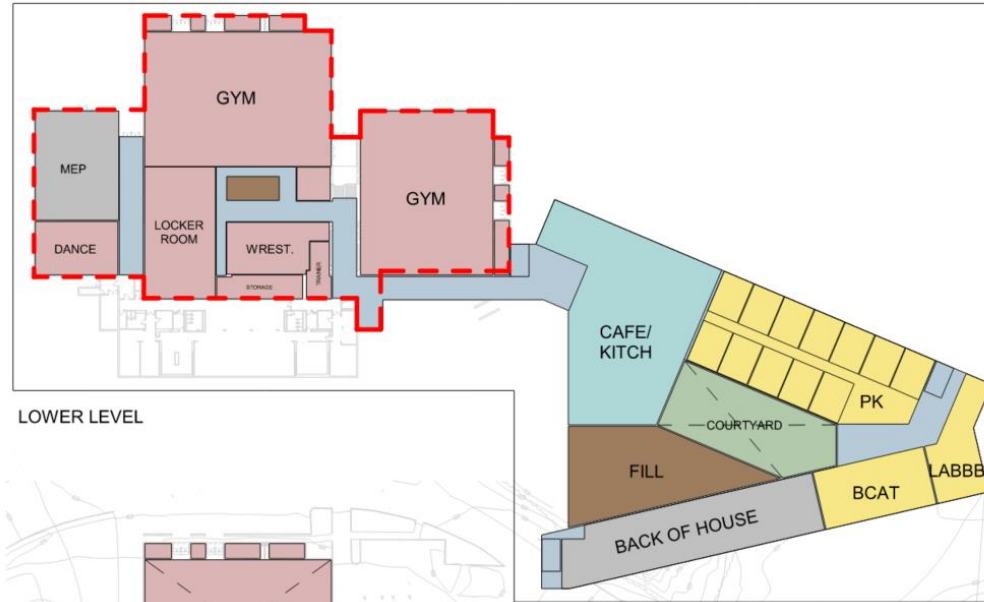 GYM
MEP
GYM
LOCKER
ROOM
DANCE
WREST.
TRAINER
STORAGE
CAFE/
KITCH
PK
LOWER LEVEL
COURTYARD
FILL
LABBB
BCAT
BACK OF HOUSE